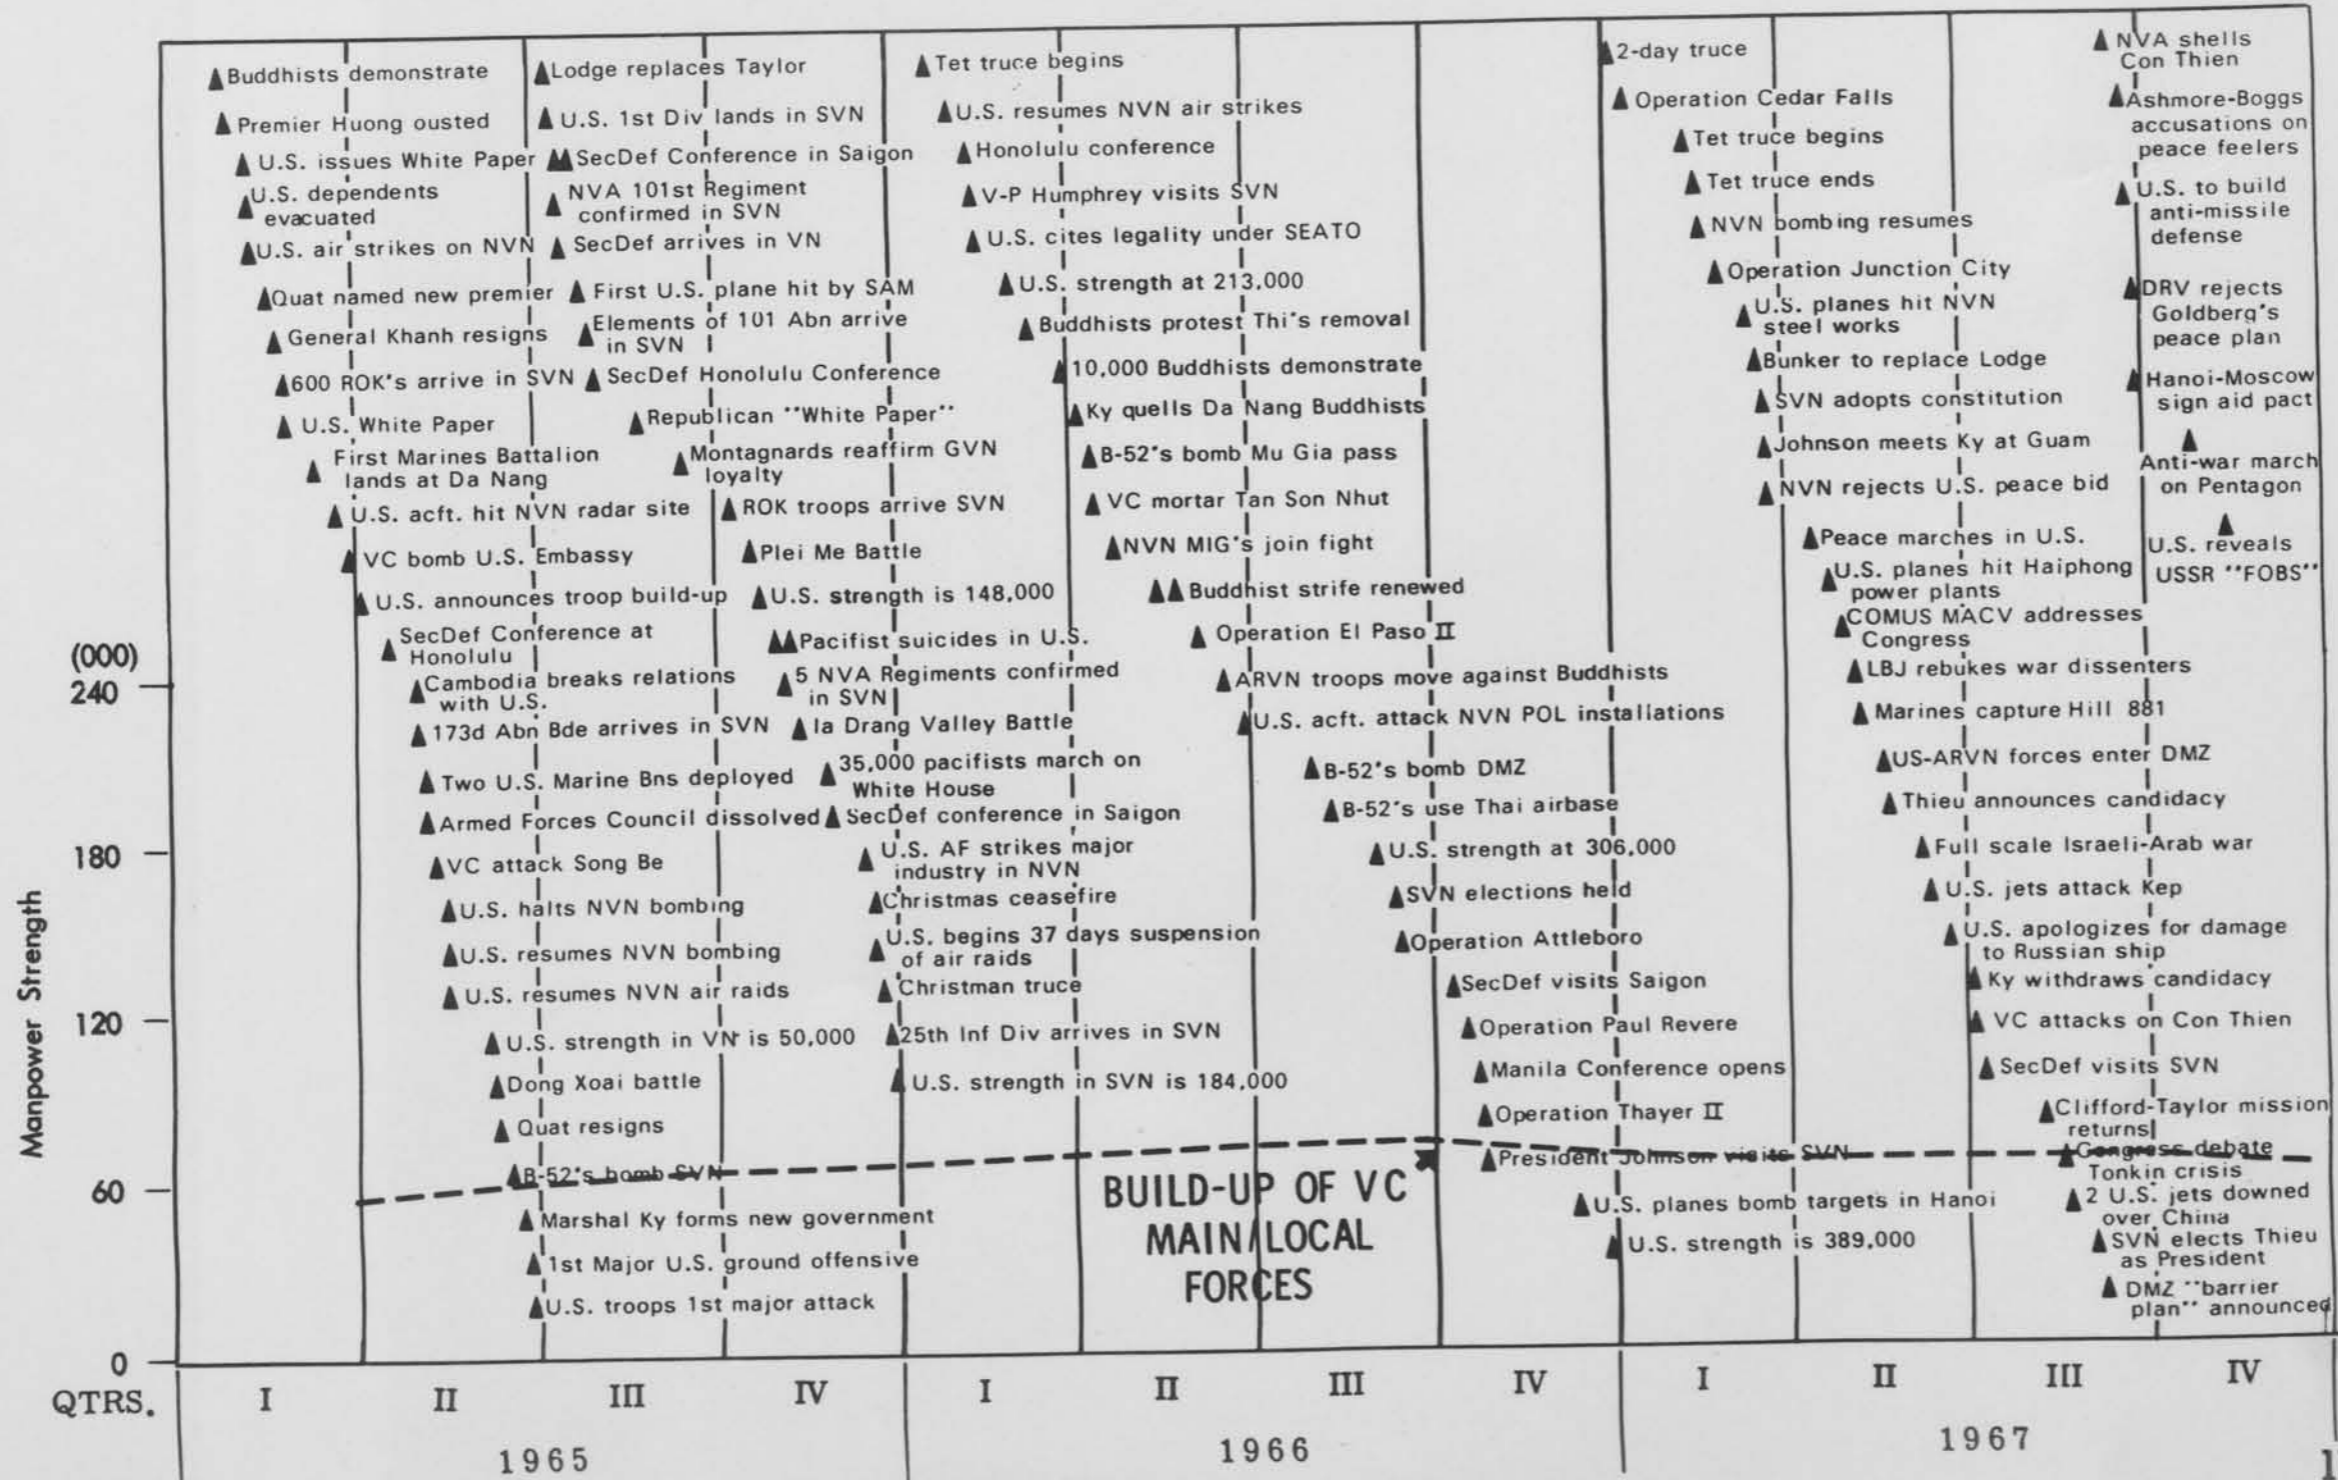 Buddhists demonstrate
Premier Huong ousted
U.S. issues White Paper
U.S. dependents
evacuated
U.S. air strikes on NVN
Quat named new premier
General Khanh resigns
600 ROK's arrive in SVN
U.S. White Paper
First Marines Battalion
lands at Da Nang
U.S. acft. hit NVN radar site
VC bomb U.S. Embassy
U.S. announces troop build-up
SecDef Conference at
Honolulu
Cambodia breaks relations
with U.S.
173d Abn Bde arrives in SVN
Two U.S. Marine Bns deployed
Armed Forces Council dissolved
VC attack Song Be
U.S. halts NVN bombing
U.S. resumes NVN bombing
U.S. resumes NVN air raids
U.S. strength in VN is 50,000
Dong Xoai battle
Quat resigns
B-52's bomb SVN
Marshal Ky forms new government
1st Major U.S. ground offensive
U.S. troops 1st major attack
Lodge replaces Taylor
U.S. 1st Div lands in SVN
SecDef Conference in Saigon
NVA 101st Regiment
confirmed in SVN
SecDef arrives in VN
First U.S. plane hit by SAM
Elements of 101 Abn arrive
in SVN
SecDef Honolulu Conference
Republican "White Paper"
Montagnards reaffirm GVN
loyalty
ROK troops arrive SVN
Plei Me Battle
U.S. strength is 148,000
Pacifist suicides in U.S.
5 NVA Regiments confirmed
in SVN
Ia Drang Valley Battle
35,000 pacifists march on
White House
SecDef conference in Saigon
U.S. AF strikes major
industry in NVN
Christmas ceasefire
U.S. begins 37 days suspension
of air raids
Christman truce
25th Inf Div arrives in SVN
U.S. strength in SVN is 184,000
Tet truce begins
U.S. resumes NVN air strikes
Honolulu conference
V-P Humphrey visits SVN
U.S. cites legality under SEATO
U.S. strength at 213,000
Buddhists protest Thi's removal
10,000 Buddhists demonstrate
Ky quells Da Nang Buddhists
B-52's bomb Mu Gia pass
VC mortar Tan Son Nhut
NVN MIG's join fight
Buddhist strife renewed
Operation El Paso II
ARVN troops move against Buddhists
U.S. acft. attack NVN POL installations
B-52's bomb DMZ
B-52's use Thai airbase
U.S. strength at 306,000
SVN elections held
Operation Attleboro
SecDef visits Saigon
Operation Paul Revere
Manila Conference opens
Operation Thayer II
President Johnson visits SVN
U.S. planes bomb targets in Hanoi
U.S. strength is 389,000
BUILD-UP OF VC
MAIN/LOCAL
FORCES
2-day truce
Operation Cedar Falls
Tet truce begins
Tet truce ends
NVN bombing resumes
Operation Junction City
U.S. planes hit NVN
steel works
Bunker to replace Lodge
SVN adopts constitution
Johnson meets Ky at Guam
NVN rejects U.S. peace bid
Peace marches in U.S.
U.S. planes hit Haiphong
power plants
COMUS MACV addresses
Congress
LBJ rebukes war dissenters
Marines capture Hill 881
US-ARVN forces enter DMZ
Thieu announces candidacy
Full scale Israeli-Arab war
U.S. jets attack Kep
U.S. apologizes for damage
to Russian ship
Ky withdraws candidacy
VC attacks on Con Thien
SecDef visits SVN
Clifford-Taylor mission
returns
Congress debate
Tonkin crisis
2 U.S. jets downed
over China
SVN elects Thieu
as President
DMZ "barrier
plan" announced
NVA shells
Con Thien
Ashmore-Boggs
accusations on
peace feelers
U.S. to build
anti-missile
defense
DRV rejects
Goldberg's
peace plan
Hanoi-Moscow
sign aid pact
Anti-war march
on Pentagon
U.S. reveals
USSR "FOBS"
Manpower Strength
(000)
240
180
120
60
0
QTRS. I II III IV I II III IV I II III IV
1965 1966 1967